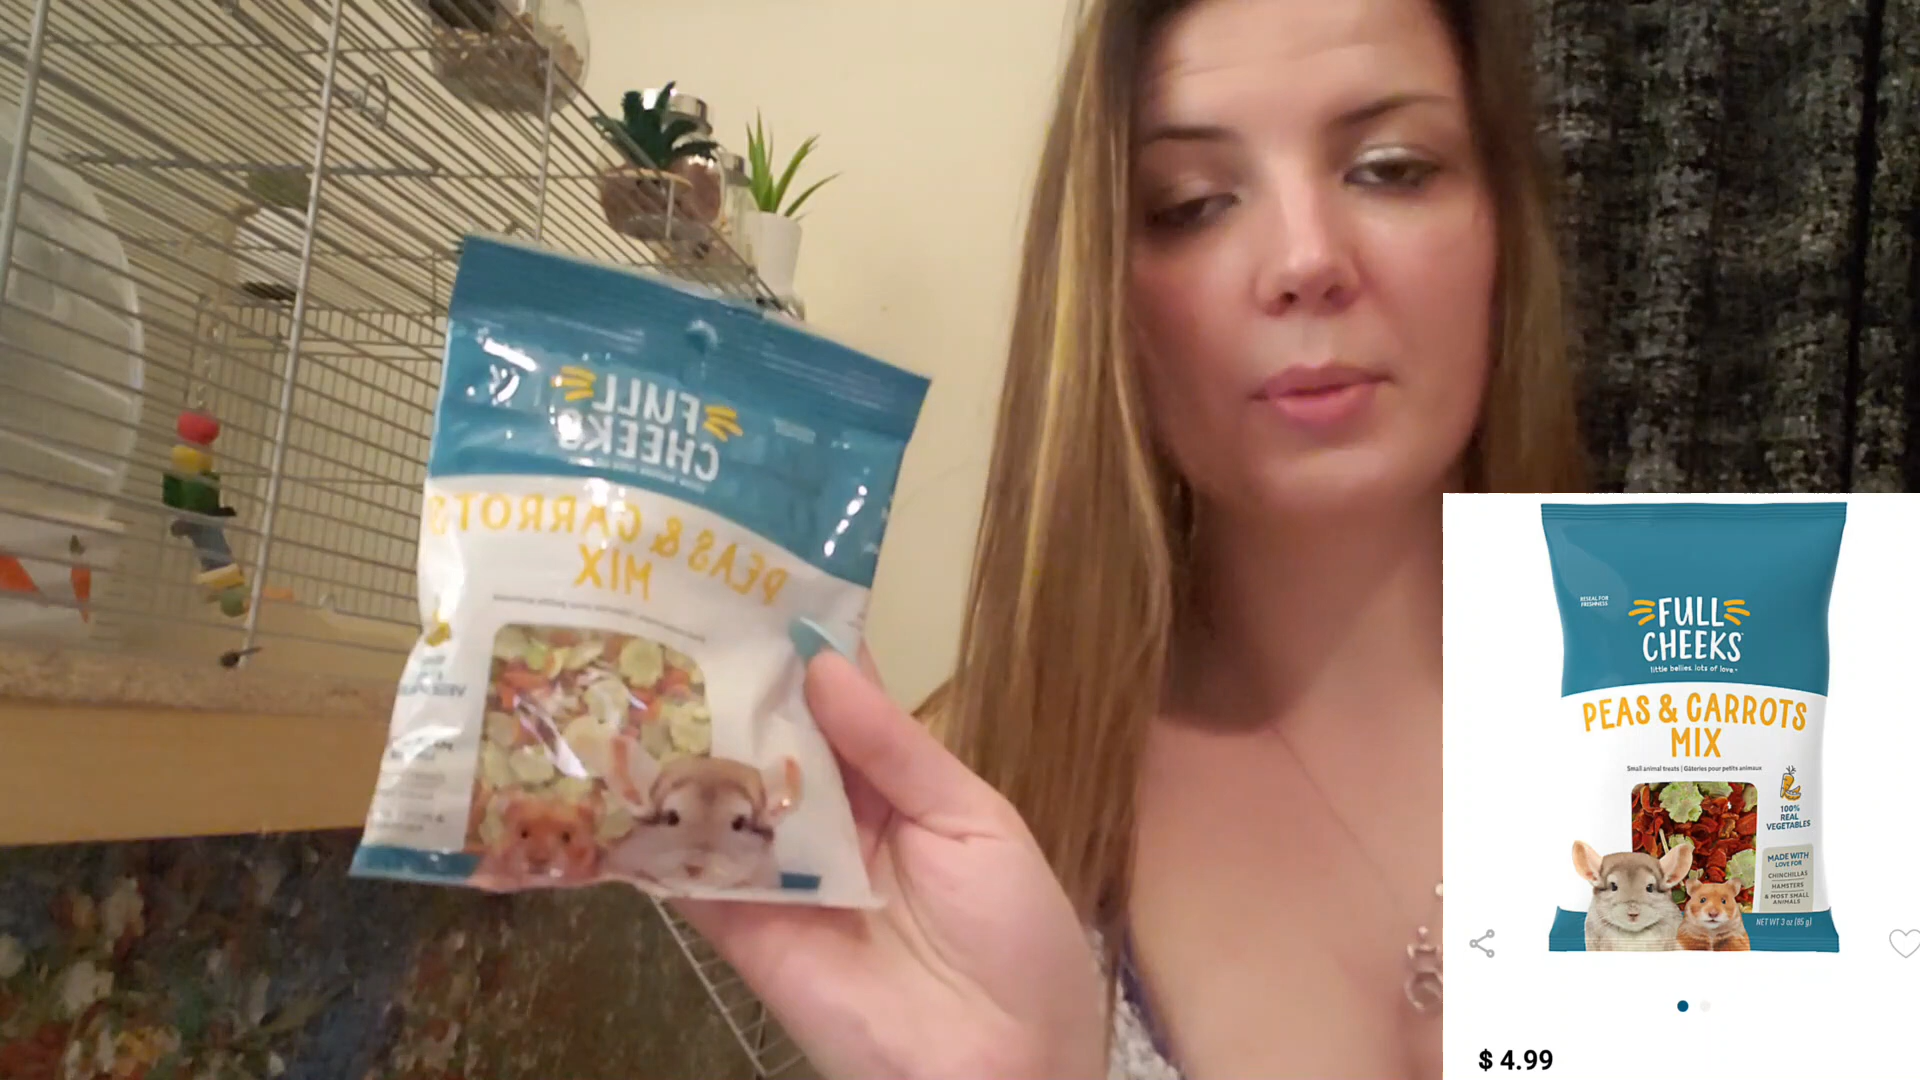 FULL
CHEEKS
PEAS & CARROTS
MIX
RESEAL FOR
FRESHNESS
FULL
CHEEKS
little bellies. lots of love.
PEAS & CARROTS
MIX
Small animal treats | Gâteries pour petits animaux
100%
REAL
VEGETABLES
MADE WITH
LOVE FOR
CHINCHILLAS
HAMSTERS
& MOST SMALL
ANIMALS
NET WT 3 oz (85 g)
$ 4.99